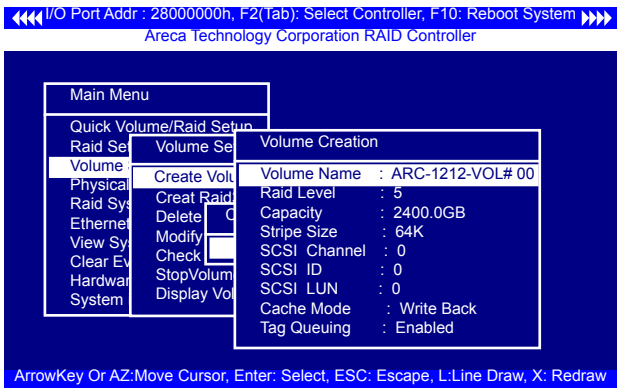 I/O Port Addr : 28000000h, F2(Tab): Select Controller, F10: Reboot System
Areca Technology Corporation RAID Controller
Main Menu
Quick Volume/Raid Setup
Raid Set
Volume
Physical
Raid Sys
Ethernet
View Sy
Clear Ev
Hardwar
System
Volume Se
Create Volu
Creat Raid
Delete
Modify
Check
StopVolum
Display Vol
C
Volume Creation
Volume Name : ARC-1212-VOL# 00
Raid Level : 5
Capacity : 2400.0GB
Stripe Size : 64K
SCSI Channel : 0
SCSI ID : 0
SCSI LUN : 0
Cache Mode : Write Back
Tag Queuing : Enabled
ArrowKey Or AZ:Move Cursor, Enter: Select, ESC: Escape, L:Line Draw, X: Redraw